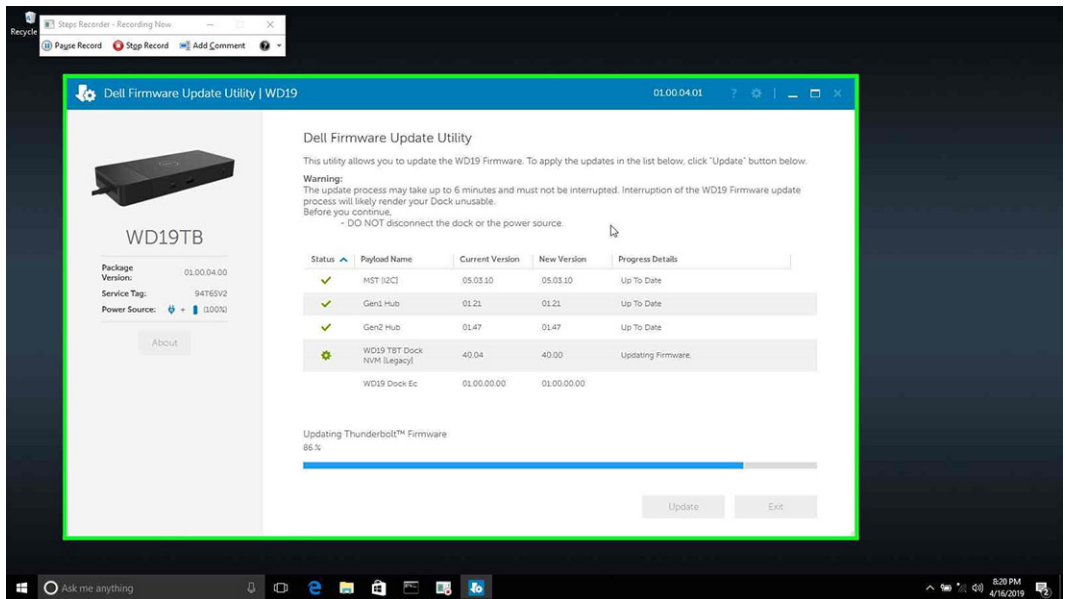 Recycle
Steps Recorder - Recording Now
Pause Record Stop Record Add Comment
Dell Firmware Update Utility | WD19 01.00.04.01 ?
Dell Firmware Update Utility
This utility allows you to update the WD19 Firmware. To apply the updates in the list below, click "Update" button below.
Warning:
The update process may take up to 6 minutes and must not be interrupted. Interruption of the WD19 Firmware update
process will likely render your Dock unusable.
Before you continue,
- DO NOT disconnect the dock or the power source.
WD19TB
Package
Version: 01.00.04.00
Service Tag: 94T6SV2
Power Source: + (100%)
About
Status Payload Name Current Version New Version Progress Details
MST [I2C] 05.03.10 05.03.10 Up To Date
Gen1 Hub 01.21 01.21 Up To Date
Gen2 Hub 01.47 01.47 Up To Date
WD19 TBT Dock
NVM [Legacy] 40.04 40.00 Updating Firmware.
WD19 Dock Ec 01.00.00.00 01.00.00.00
Updating Thunderbolt™ Firmware
86 %
Update Exit
Ask me anything
8:20 PM
4/16/2019
2